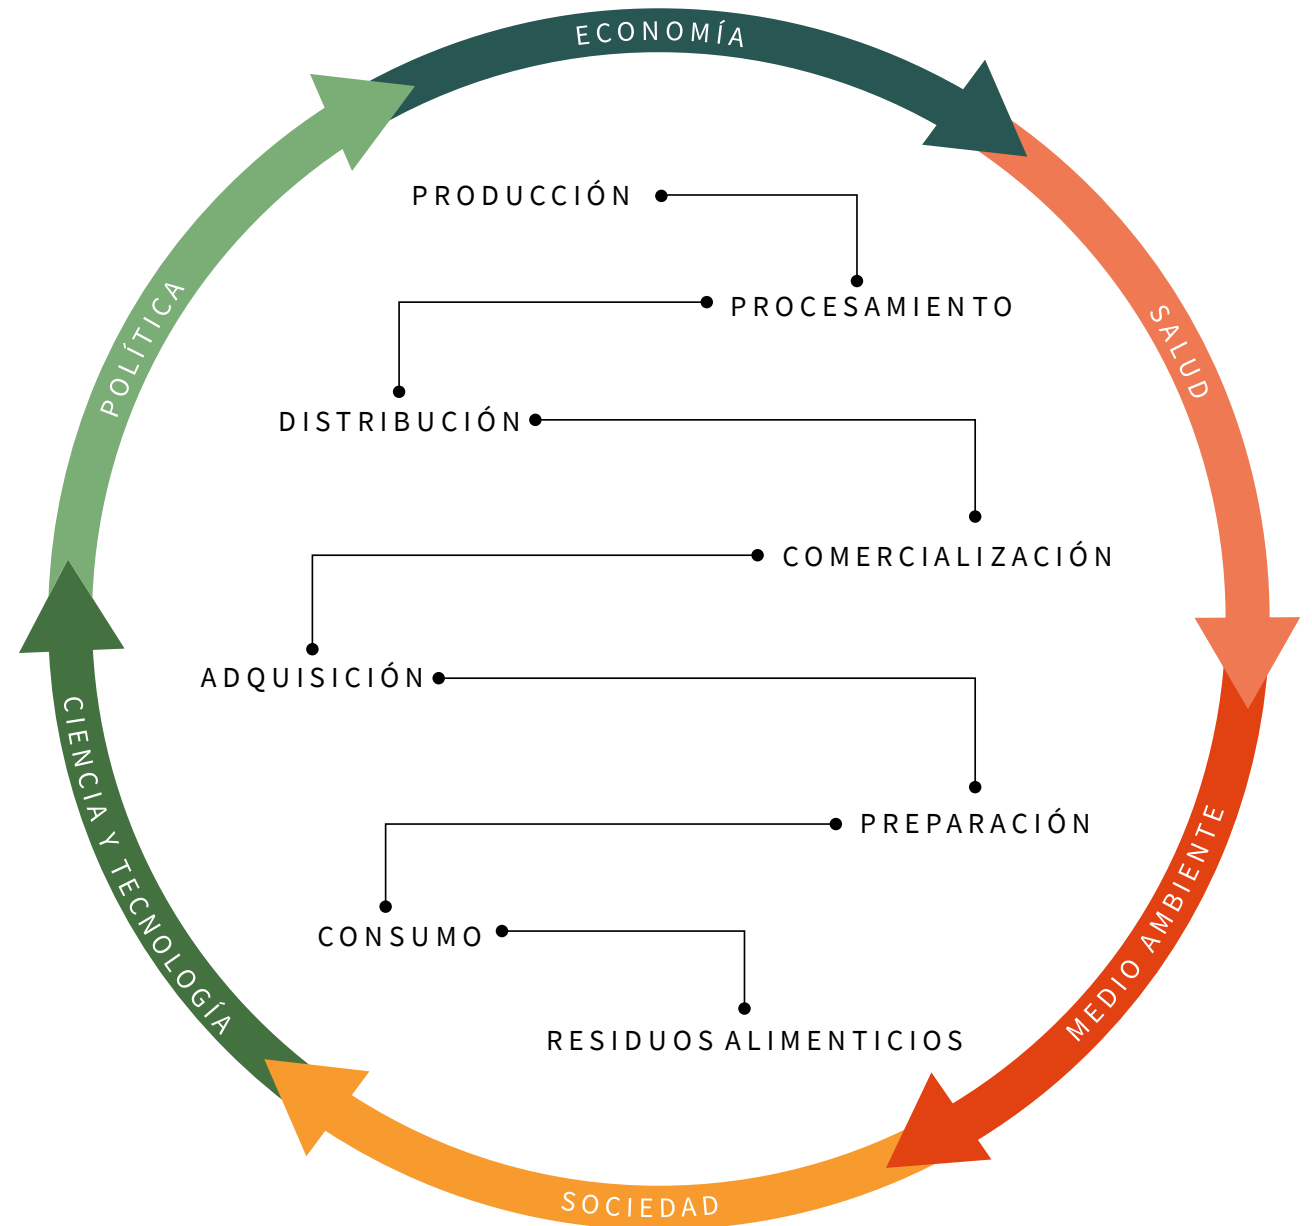 ECONOMÍA
PRODUCCIÓN
PROCESAMIENTO
DISTRIBUCIÓN
COMERCIALIZACIÓN
ADQUISICIÓN
PREPARACIÓN
CONSUMO
RESIDUOS ALIMENTICIOS
SALUD
MEDIO AMBIENTE
SOCIEDAD
CIENCIA Y TECNOLOGÍA
POLÍTICA